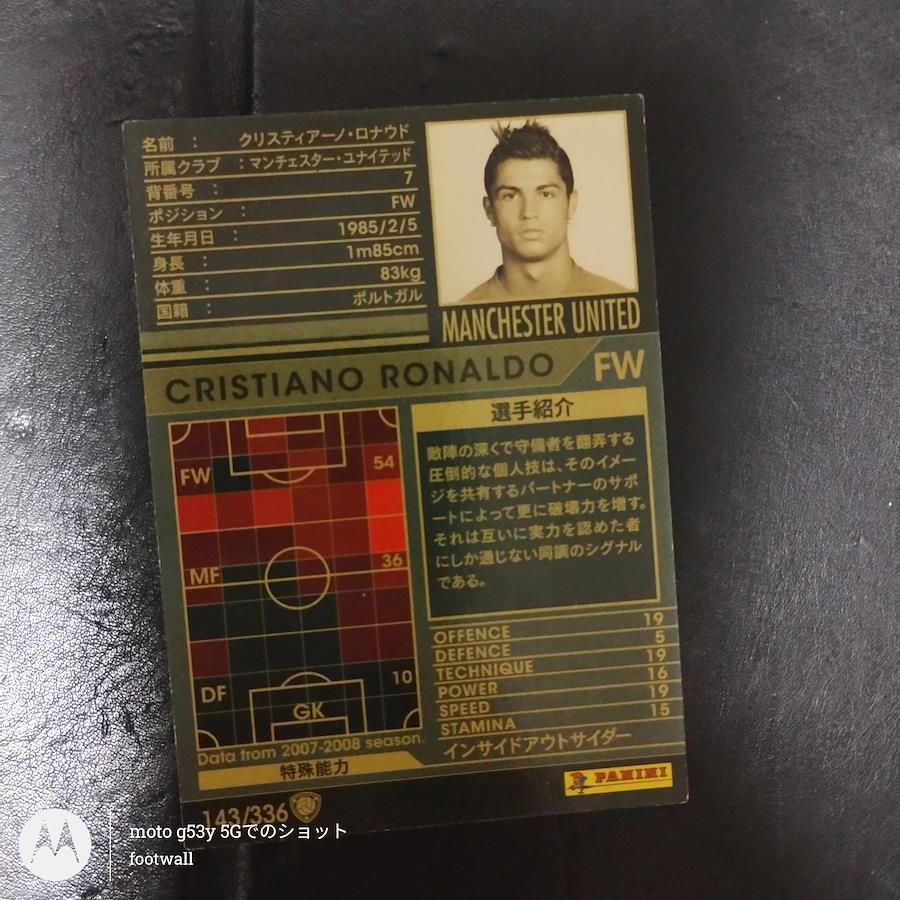 名前 : クリスティアーノ・ロナウド
所属クラブ : マンチェスター・ユナイテッド
背番号 : 7
ポジション : FW
生年月日 : 1985/2/5
身長 : 1m85cm
体重 : 83kg
国籍 : ポルトガル
MANCHESTER UNITED
CRISTIANO RONALDO FW
FW 54
MF 36
DF 10
GK
Data from 2007-2008 season.
特殊能力
選手紹介
敵陣の深くで守備者を翻弄する
圧倒的な個人技は、そのイメー
ジを共有するパートナーのサポ
ートによって更に破壊力を増す。
それは互いに実力を認めた者
にしか通じない同調のシグナル
である。
OFFENCE 19
DEFENCE 5
TECHNIQUE 19
POWER 16
SPEED 19
STAMINA 15
インサイドアウトサイダー
PANINI
143/336
moto g53y 5Gでのショット
footwall